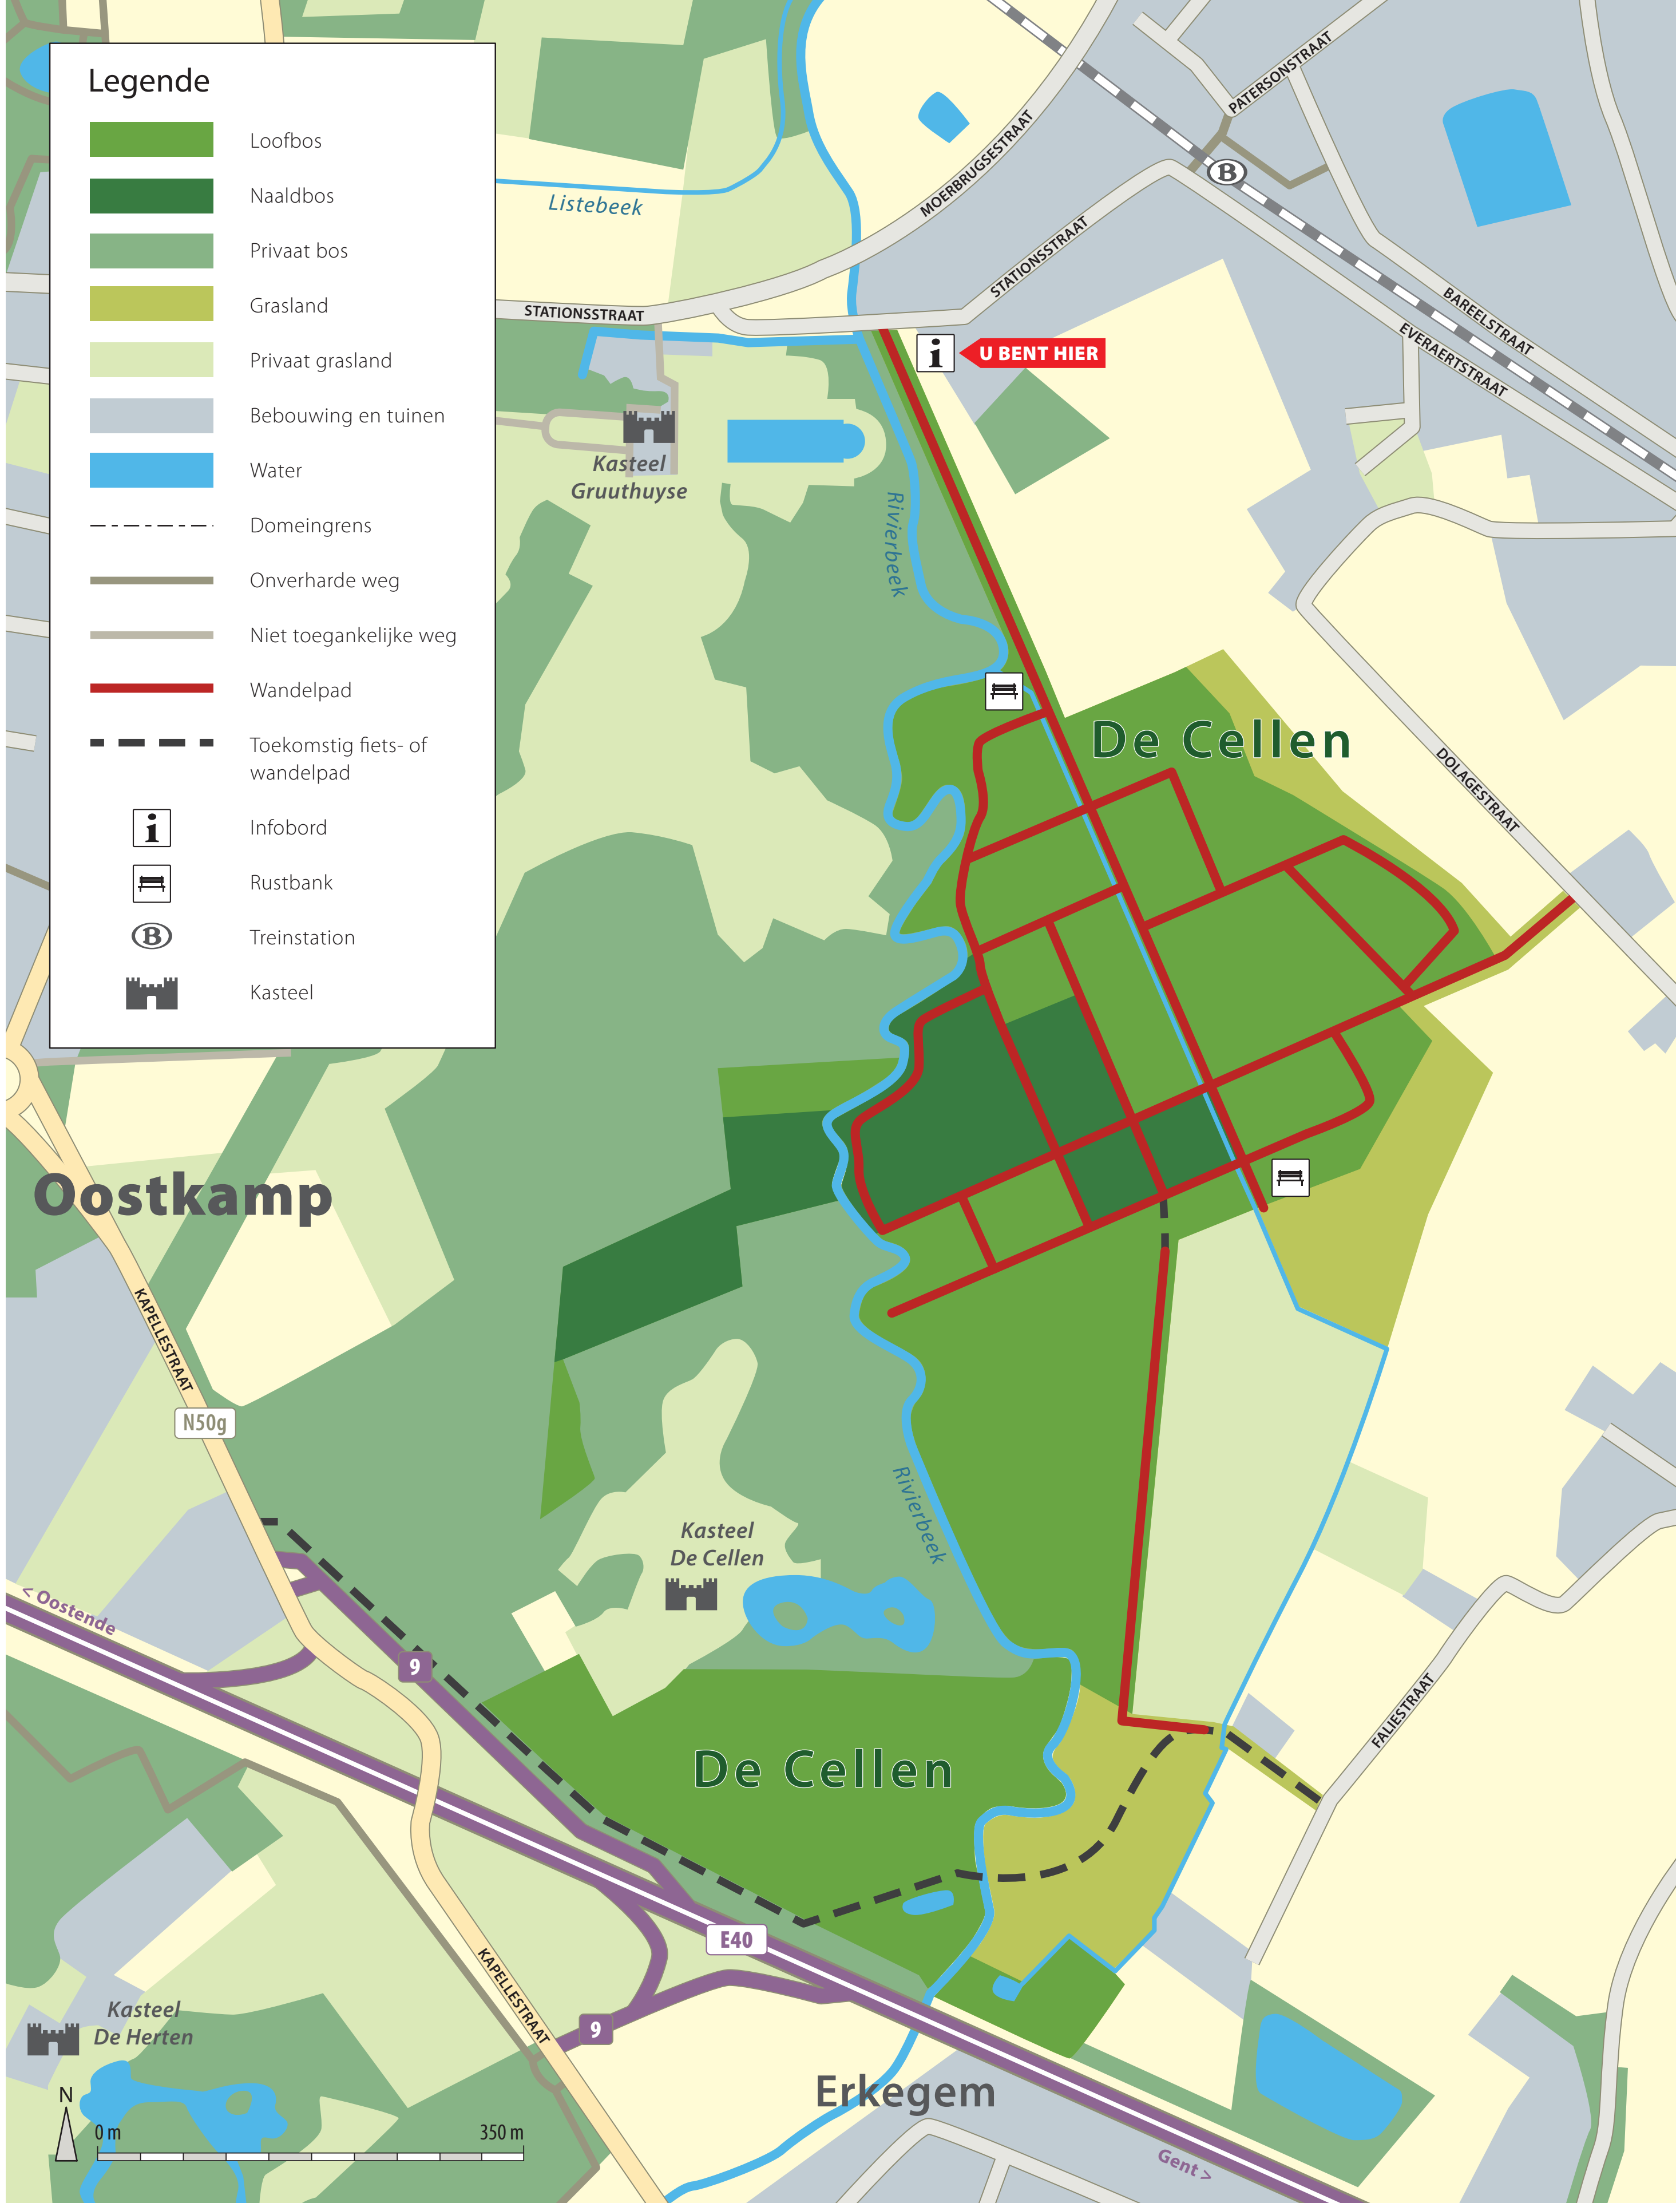 Legende
Loofbos
Naaldbos
Privaat bos
Grasland
Privaat grasland
Bebouwing en tuinen
Water
Domeingrens
Onverharde weg
Niet toegankelijke weg
Wandelpad
Toekomstig fiets- of
wandelpad
i
Infobord
Rustbank
B
Treinstation
Kasteel
PATERSONSTRAAT
MOERBRUGSESTRAAT
B
Listebeek
STATIONSSTRAAT
STATIONSSTRAAT
BAREELSTRAAT
EVERAERTSTRAAT
i
U BENT HIER
Kasteel
Gruuthuyse
Rivierbeek
De Cellen
DOLAGESTRAAT
Oostkamp
KAPELLESTRAAT
N50g
Rivierbeek
Kasteel
De Cellen
< Oostende
9
FALIESTRAAT
De Cellen
E40
KAPELLESTRAAT
Kasteel
De Herten
9
Erkegem
N
0 m
350 m
Gent >